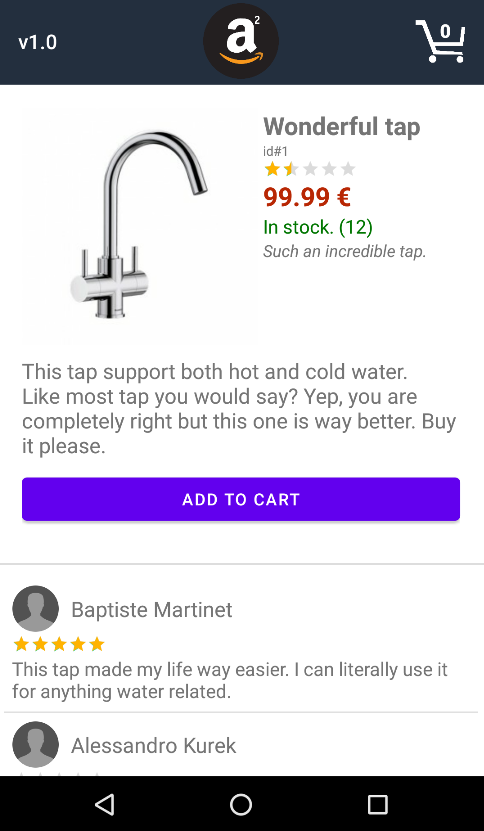 v1.0
a2
0
Wonderful tap
id#1
99.99 €
In stock. (12)
Such an incredible tap.
This tap support both hot and cold water.
Like most tap you would say? Yep, you are
completely right but this one is way better. Buy
it please.
ADD TO CART
Baptiste Martinet
This tap made my life way easier. I can literally use it
for anything water related.
Alessandro Kurek